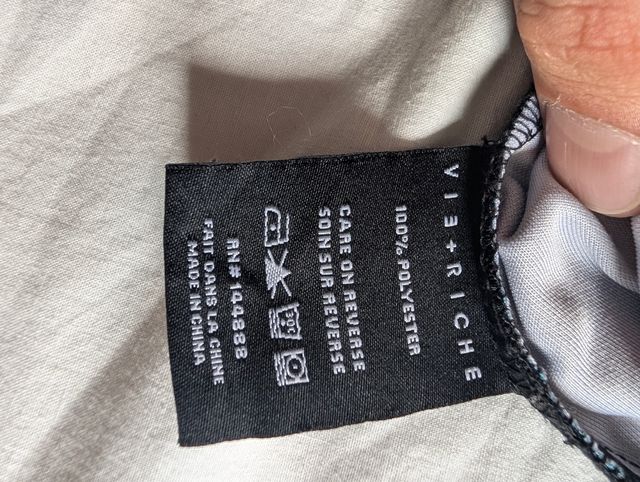 VIE+RICHE
100% POLYESTER
CARE ON REVERSE
SOIN SUR REVERSE
30C
RN# 144888
FAIT DANS LA CHINE
MADE IN CHINA